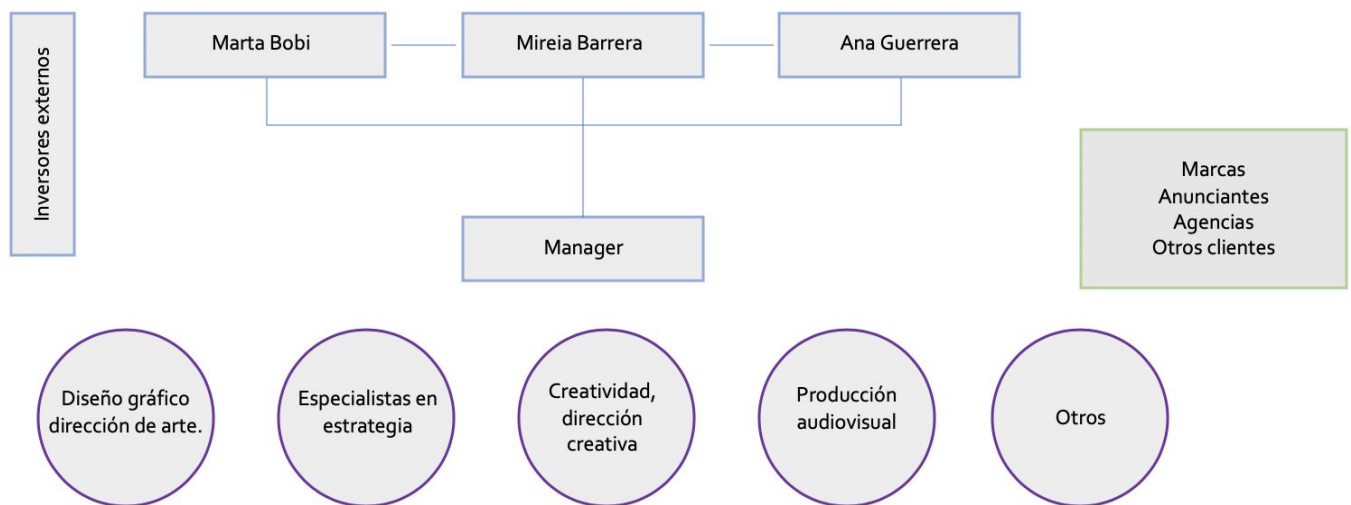 Inversores externos
Marta Bobi
Mireia Barrera
Ana Guerrera
Marcas
Anunciantes
Agencias
Otros clientes
Manager
Diseño gráfico
dirección de arte.
Especialistas en
estrategia
Creatividad,
dirección
creativa
Producción
audiovisual
Otros